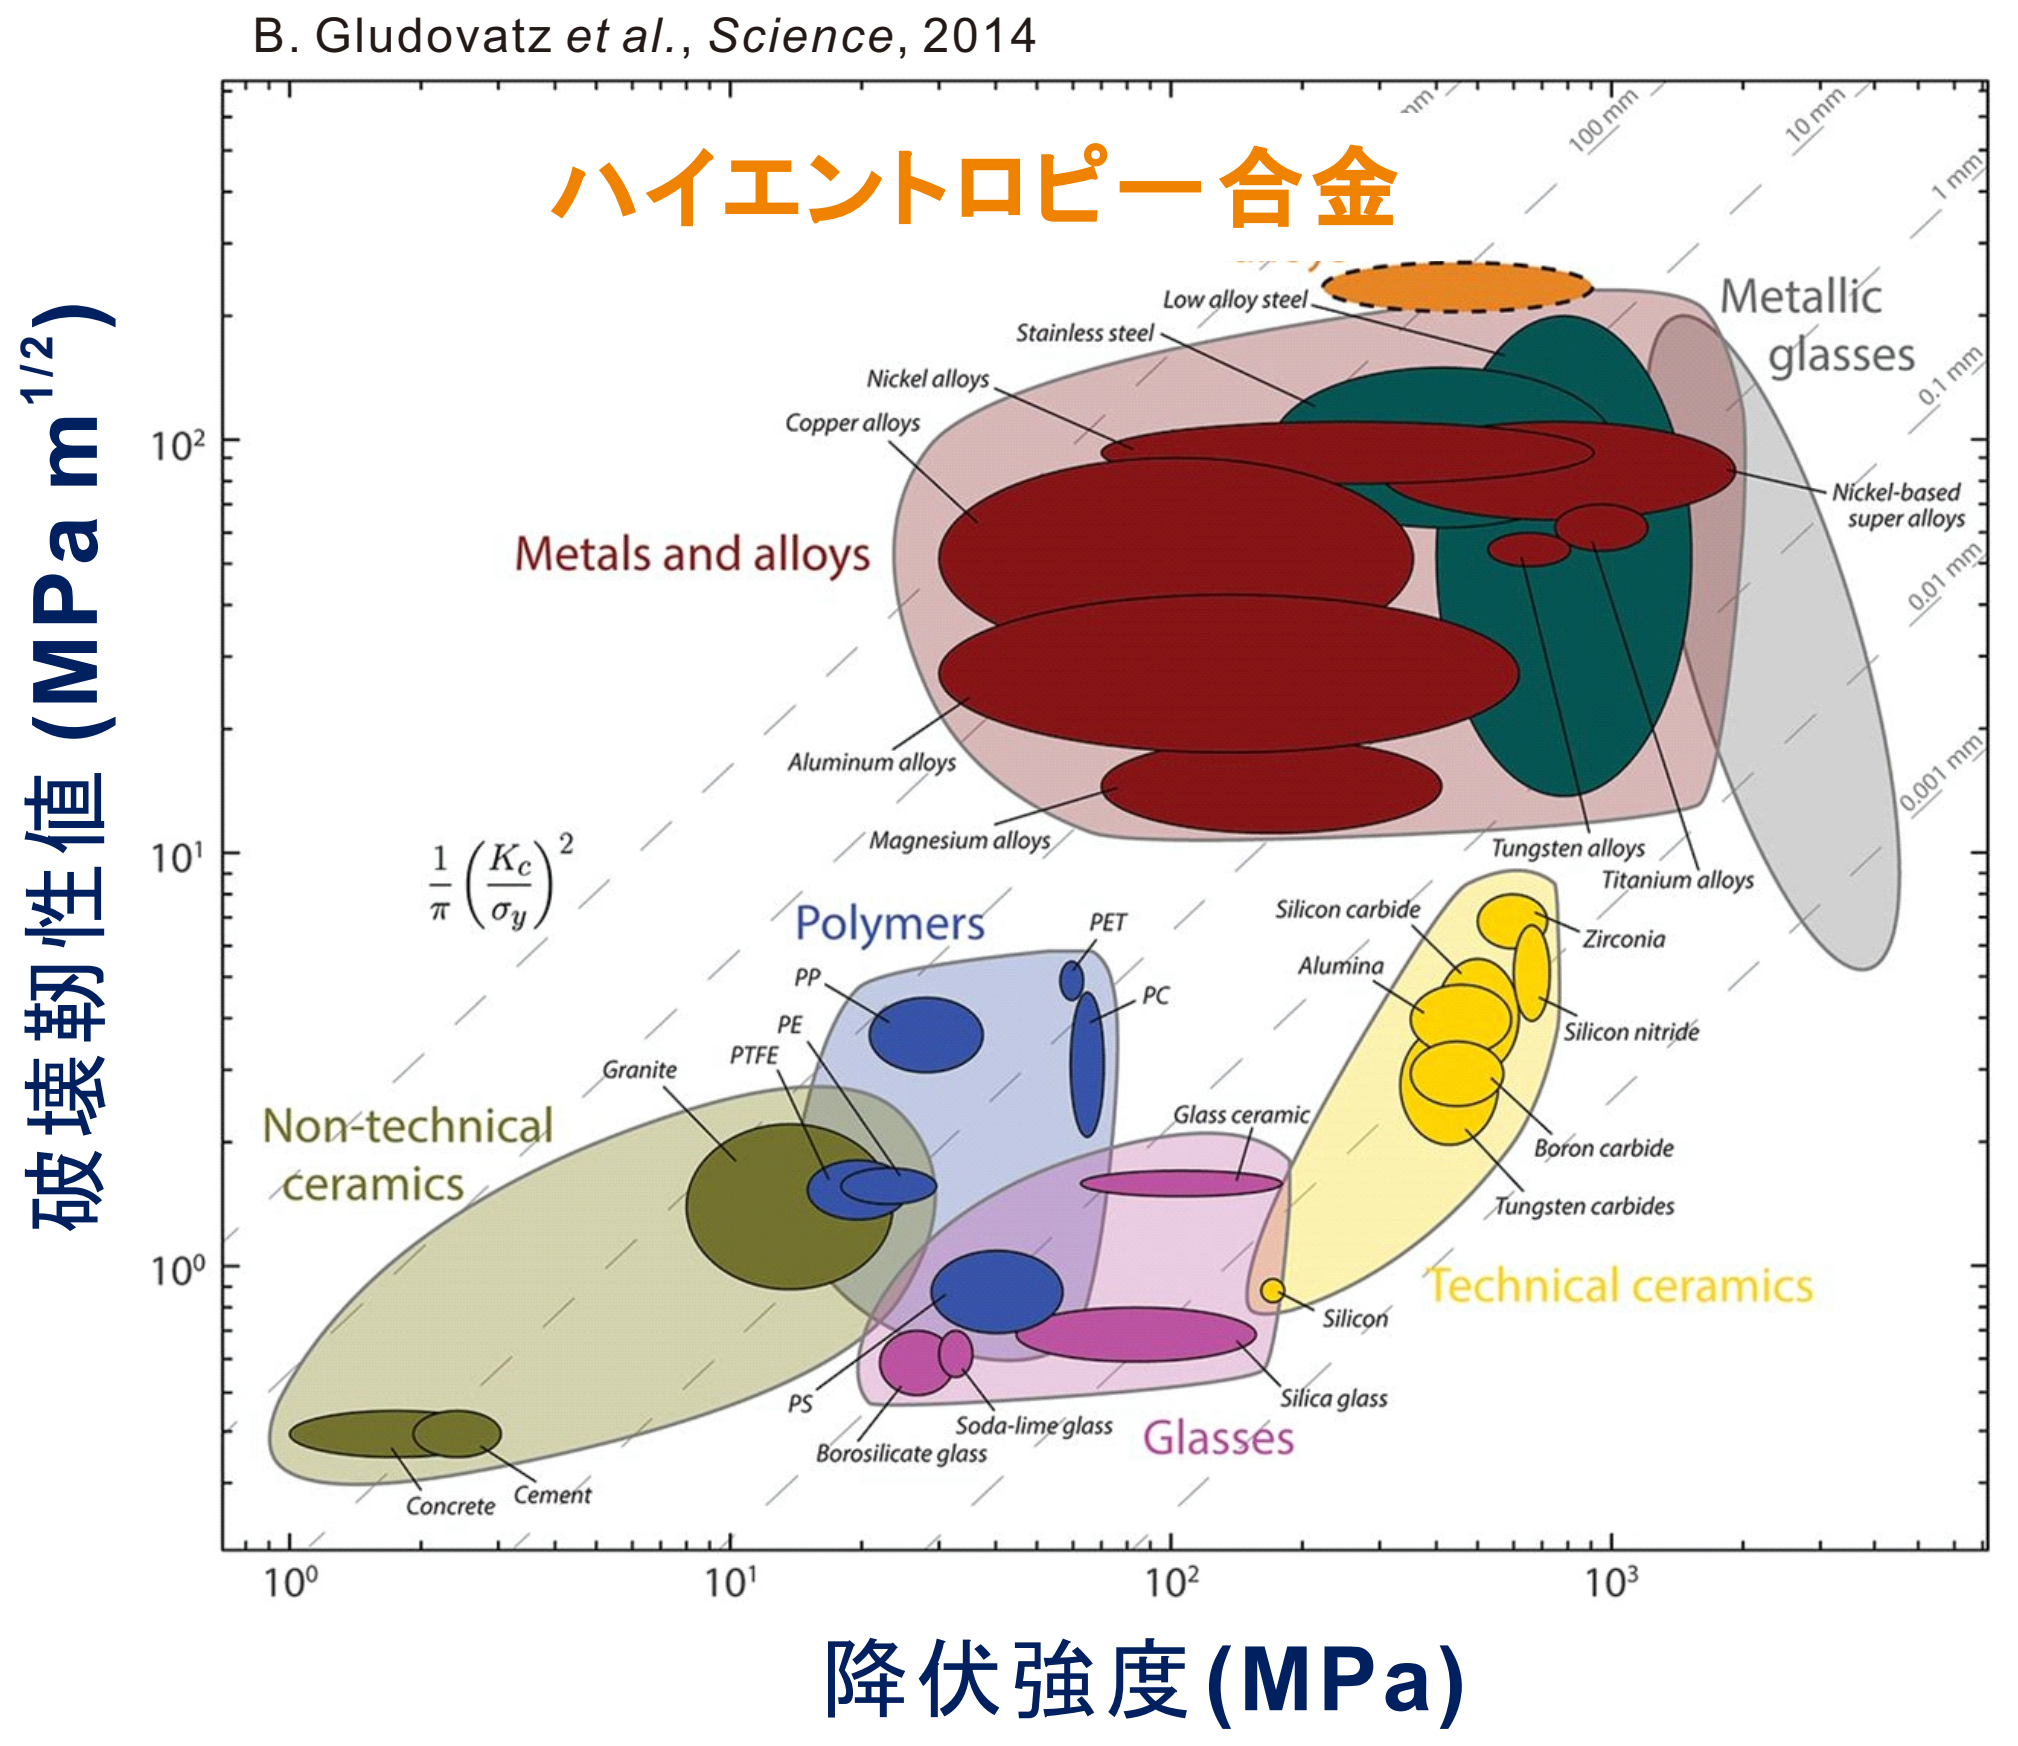 B. Gludovatz et al., Science, 2014
mm
100 mm
10 mm
1 mm
ハイエントロピー合金
Low alloy steel
Metallic
glasses
Stainless steel
0.1 mm
Nickel alloys
Copper alloys
10²
Nickel-based
super alloys
Metals and alloys
0.01 mm
Aluminum alloys
0.001 mm
Magnesium alloys
Tungsten alloys
Titanium alloys
10¹
1/π (K_c/σ_y)²
Polymers
PET
Silicon carbide
Zirconia
PP
Alumina
PC
PE
Silicon nitride
PTFE
Granite
Non-technical
ceramics
Glass ceramic
Boron carbide
Tungsten carbides
10⁰
Technical ceramics
Silicon
PS
Silica glass
Soda-lime glass
Borosilicate glass
Glasses
Cement
Concrete
10⁰
10¹
10²
10³
降伏強度(MPa)
破壊靭性値(MPa m^1/2)